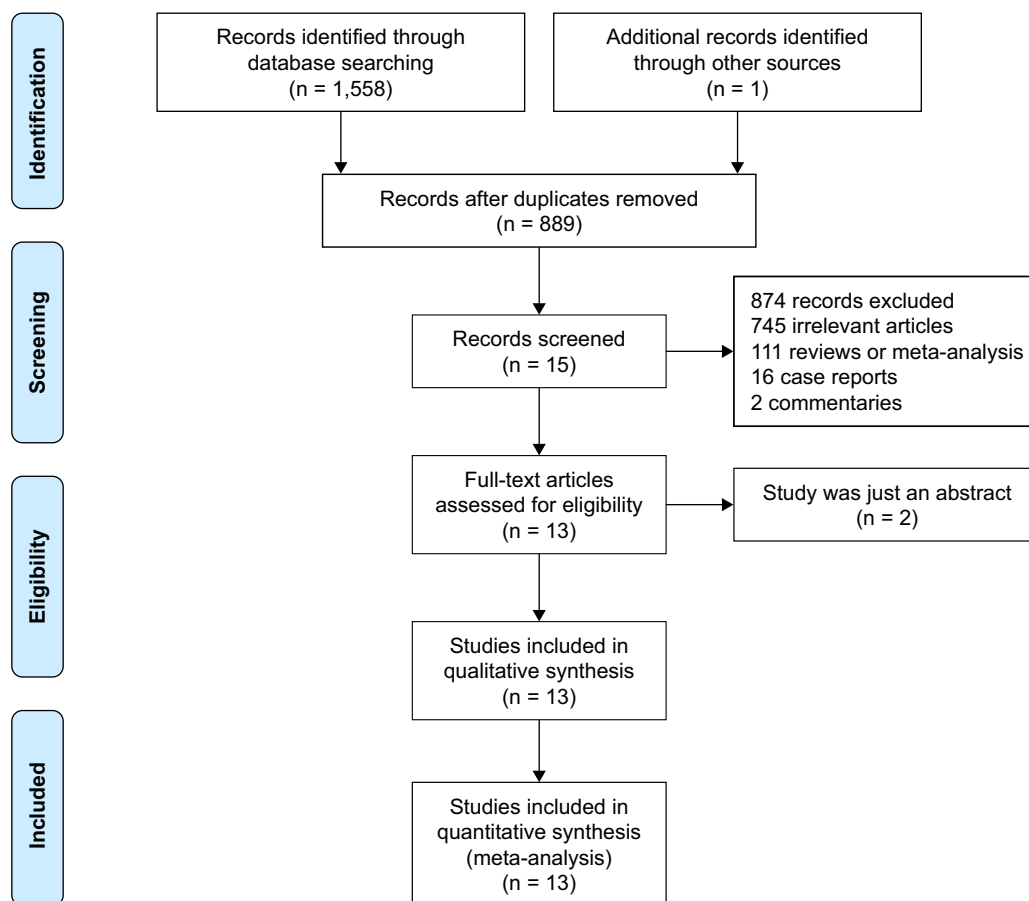 Identification
Records identified through
database searching
(n = 1,558)
Additional records identified
through other sources
(n = 1)
Records after duplicates removed
(n = 889)
Screening
Records screened
(n = 15)
874 records excluded
745 irrelevant articles
111 reviews or meta-analysis
16 case reports
2 commentaries
Eligibility
Full-text articles
assessed for eligibility
(n = 13)
Study was just an abstract
(n = 2)
Studies included in
qualitative synthesis
(n = 13)
Included
Studies included in
quantitative synthesis
(meta-analysis)
(n = 13)